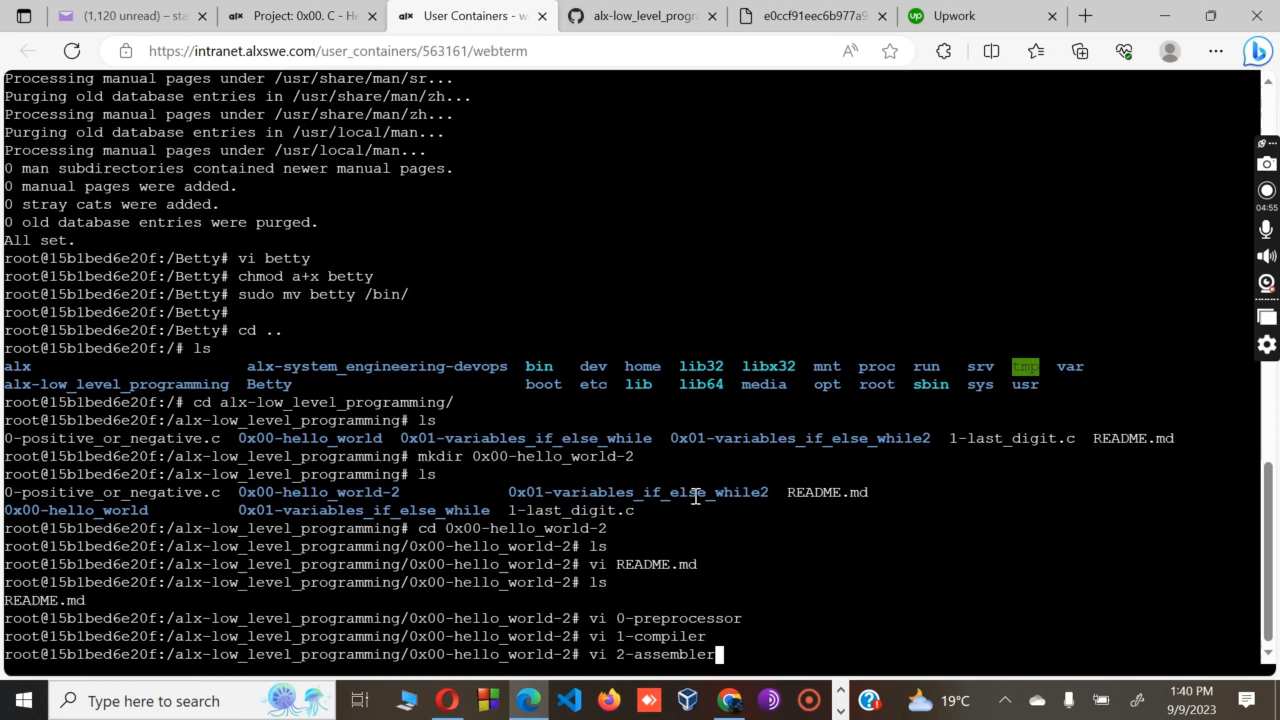 (1,120 unread) – sta
Project: 0x00. C - He
User Containers - w
alx-low_level_progr
e0ccf91eec6b977a9
Upwork
https://intranet.alxswe.com/user_containers/563161/webterm
Processing manual pages under /usr/share/man/sr...
Purging old database entries in /usr/share/man/zh...
Processing manual pages under /usr/share/man/zh...
Purging old database entries in /usr/local/man...
Processing manual pages under /usr/local/man...
0 man subdirectories contained newer manual pages.
0 manual pages were added.
0 stray cats were added.
0 old database entries were purged.
All set.
root@15b1bed6e20f:/Betty# vi betty
root@15b1bed6e20f:/Betty# chmod a+x betty
root@15b1bed6e20f:/Betty# sudo mv betty /bin/
root@15b1bed6e20f:/Betty#
root@15b1bed6e20f:/Betty# cd ..
root@15b1bed6e20f:/# ls
alx alx-system_engineering-devops bin dev home lib32 libx32 mnt proc run srv tmp var
alx-low_level_programming Betty boot etc lib lib64 media opt root sbin sys usr
root@15b1bed6e20f:/# cd alx-low_level_programming/
root@15b1bed6e20f:/alx-low_level_programming# ls
0-positive_or_negative.c 0x00-hello_world 0x01-variables_if_else_while 0x01-variables_if_else_while2 1-last_digit.c README.md
root@15b1bed6e20f:/alx-low_level_programming# mkdir 0x00-hello_world-2
root@15b1bed6e20f:/alx-low_level_programming# ls
0-positive_or_negative.c 0x00-hello_world-2 0x01-variables_if_else_while2 README.md
0x00-hello_world 0x01-variables_if_else_while 1-last_digit.c
root@15b1bed6e20f:/alx-low_level_programming# cd 0x00-hello_world-2
root@15b1bed6e20f:/alx-low_level_programming/0x00-hello_world-2# ls
root@15b1bed6e20f:/alx-low_level_programming/0x00-hello_world-2# vi README.md
root@15b1bed6e20f:/alx-low_level_programming/0x00-hello_world-2# ls
README.md
root@15b1bed6e20f:/alx-low_level_programming/0x00-hello_world-2# vi 0-preprocessor
root@15b1bed6e20f:/alx-low_level_programming/0x00-hello_world-2# vi 1-compiler
root@15b1bed6e20f:/alx-low_level_programming/0x00-hello_world-2# vi 2-assembler
04:55
Type here to search
19°C
1:40 PM
9/9/2023